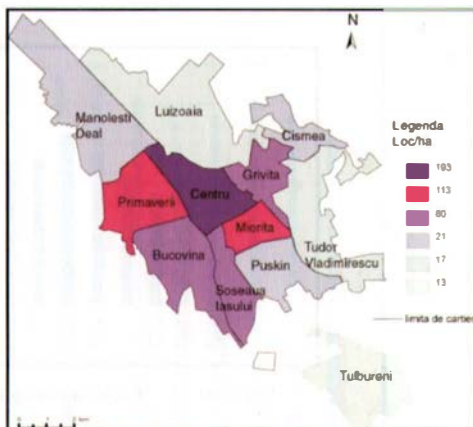 N
Luizoaia
Manolesti
Deal
Cismea
Grivita
Centru
Primaverii
Miorita
Tudor
Vladimirescu
Bucovina
Puskin
Soseaua
Iasului
Tulbureni
Legenda
Loc/ha
193
113
80
21
17
13
limita de cartier